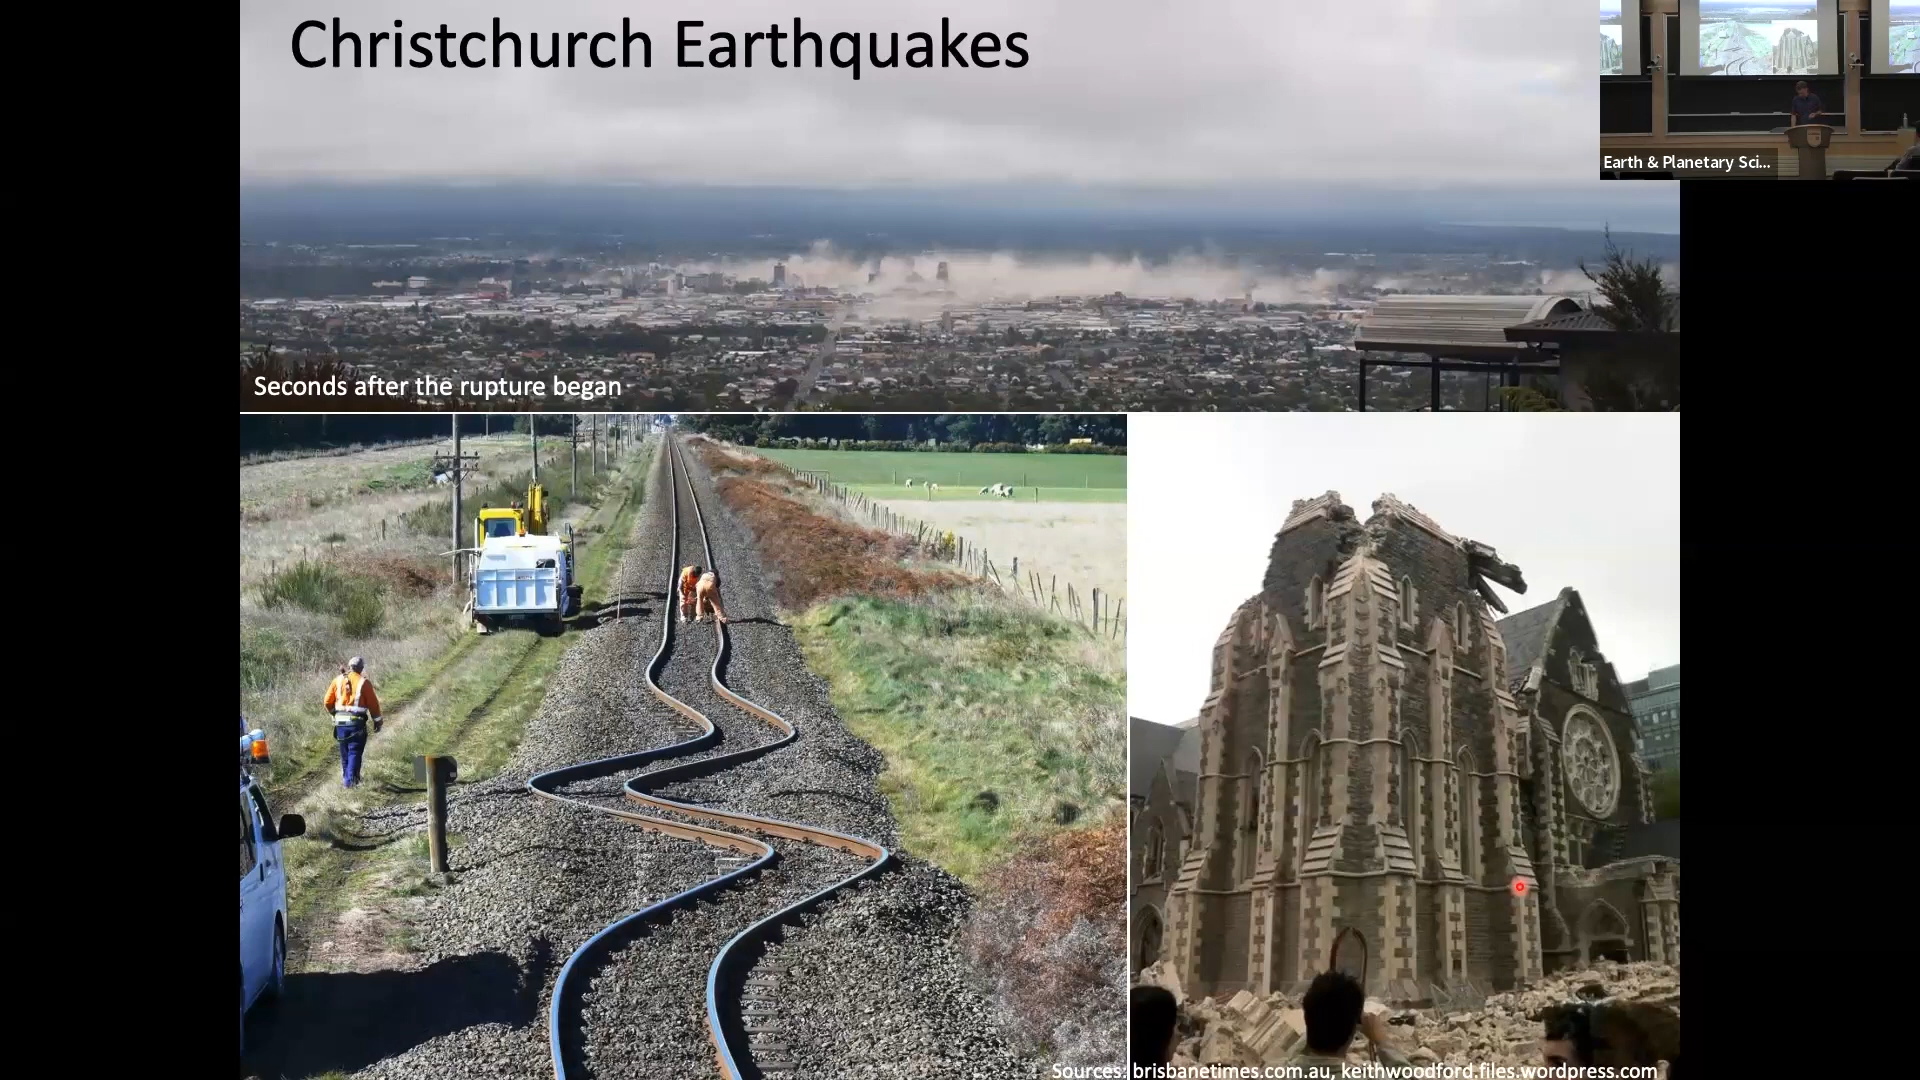 Christchurch Earthquakes
Earth & Planetary Sci...
Seconds after the rupture began
Sources: brisbanetimes.com.au, keithwoodford.files.wordpress.com